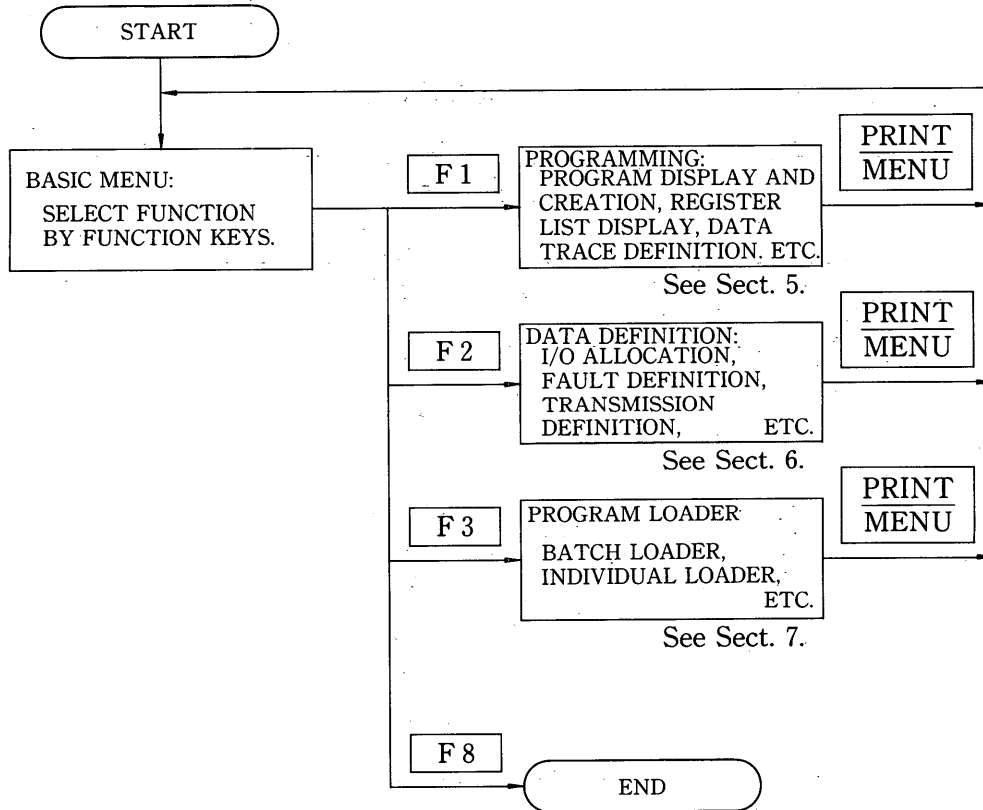 START
BASIC MENU:
SELECT FUNCTION
BY FUNCTION KEYS.
F1
PROGRAMMING:
PROGRAM DISPLAY AND
CREATION, REGISTER
LIST DISPLAY, DATA
TRACE DEFINITION. ETC.
See Sect. 5.
PRINT
MENU
F2
DATA DEFINITION:
I/O ALLOCATION,
FAULT DEFINITION,
TRANSMISSION
DEFINITION, ETC.
See Sect. 6.
PRINT
MENU
F3
PROGRAM LOADER
BATCH LOADER,
INDIVIDUAL LOADER,
ETC.
See Sect. 7.
PRINT
MENU
F8
END